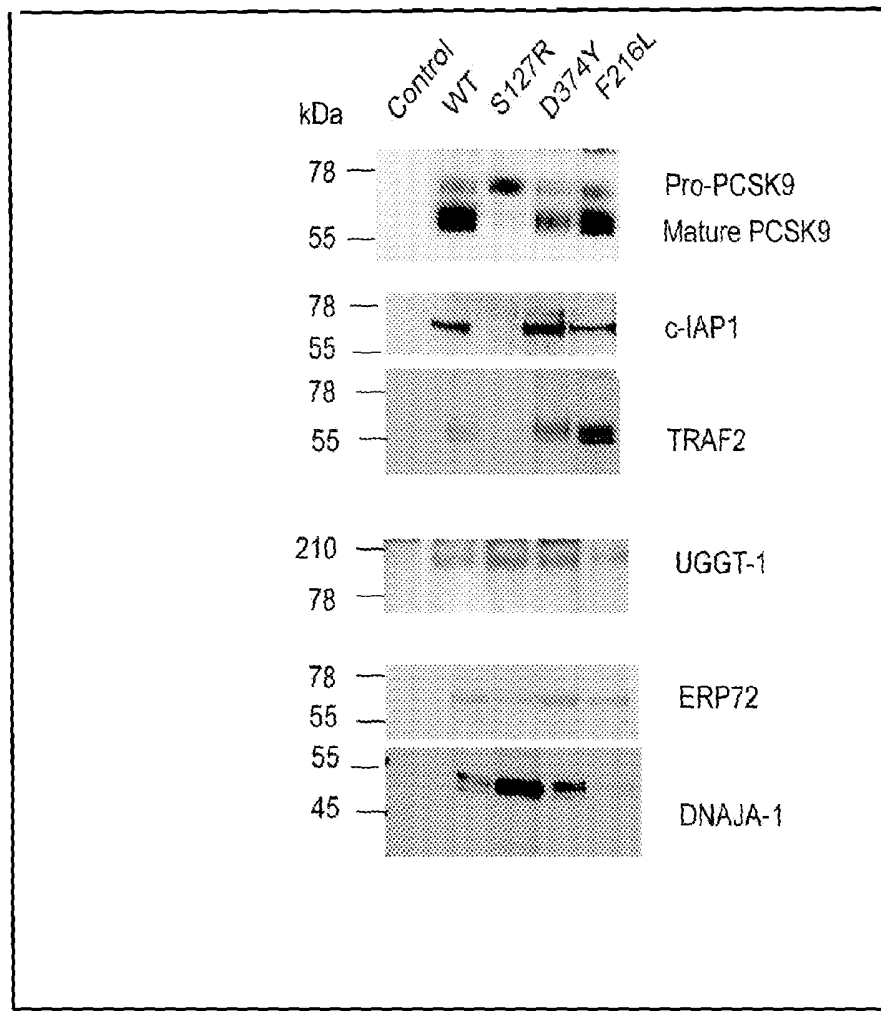 Control WT S127R D374Y F216L
kDa
78
Pro-PCSK9
Mature PCSK9
55
78
c-IAP1
55
78
55
TRAF2
210
UGGT-1
78
78
ERP72
55
55
45
DNAJA-1